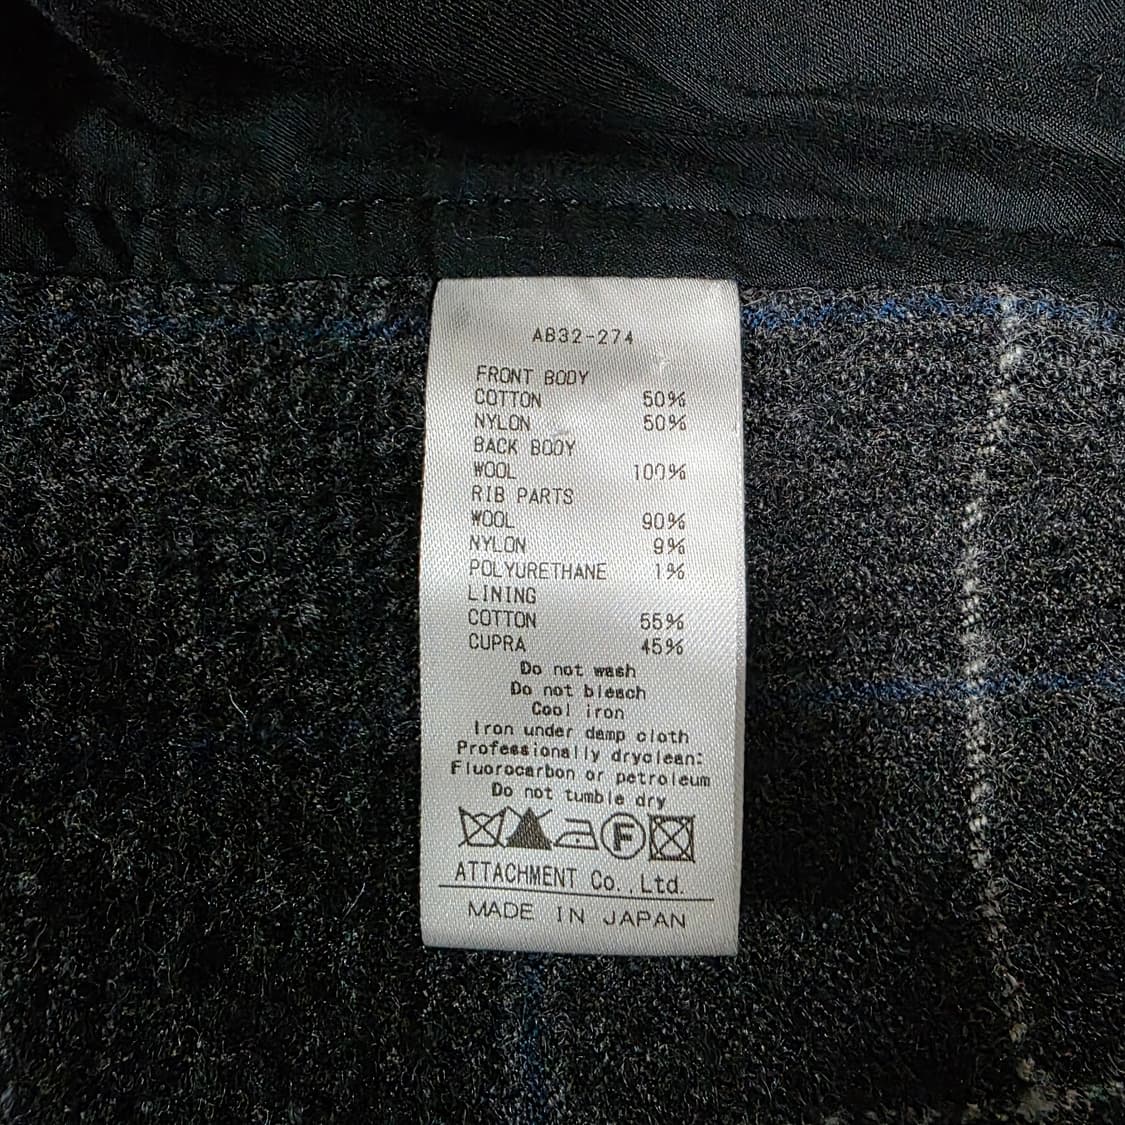 AB32-274
FRONT BODY
COTTON 50%
NYLON 50%
BACK BODY
WOOL 100%
RIB PARTS
WOOL 90%
NYLON 9%
POLYURETHANE 1%
LINING
COTTON 55%
CUPRA 45%
Do not wash
Do not bleach
Cool iron
Iron under damp cloth
Professionally dryclean:
Fluorocarbon or petroleum
Do not tumble dry
F
ATTACHMENT Co.,Ltd.
MADE IN JAPAN